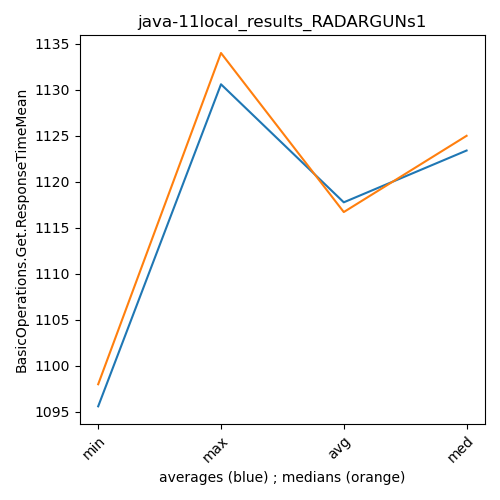 java-11local_results_RADARGUNs1
BasicOperations.Get.ResponseTimeMean
1135
1130
1125
1120
1115
1110
1105
1100
1095
min
max
avg
med
averages (blue) ; medians (orange)